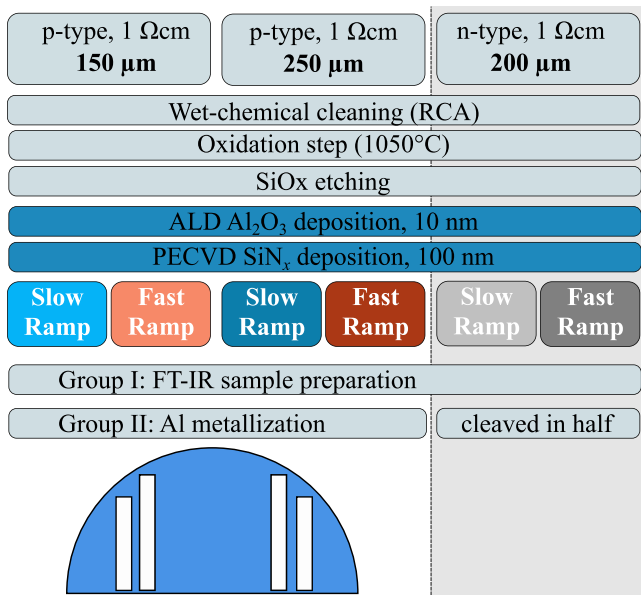 p-type, 1 Ωcm
150 µm
p-type, 1 Ωcm
250 µm
n-type, 1 Ωcm
200 µm
Wet-chemical cleaning (RCA)
Oxidation step (1050°C)
SiOx etching
ALD Al₂O₃ deposition, 10 nm
PECVD SiNₓ deposition, 100 nm
Slow
Ramp
Fast
Ramp
Slow
Ramp
Fast
Ramp
Slow
Ramp
Fast
Ramp
Group I: FT-IR sample preparation
Group II: Al metallization
cleaved in half